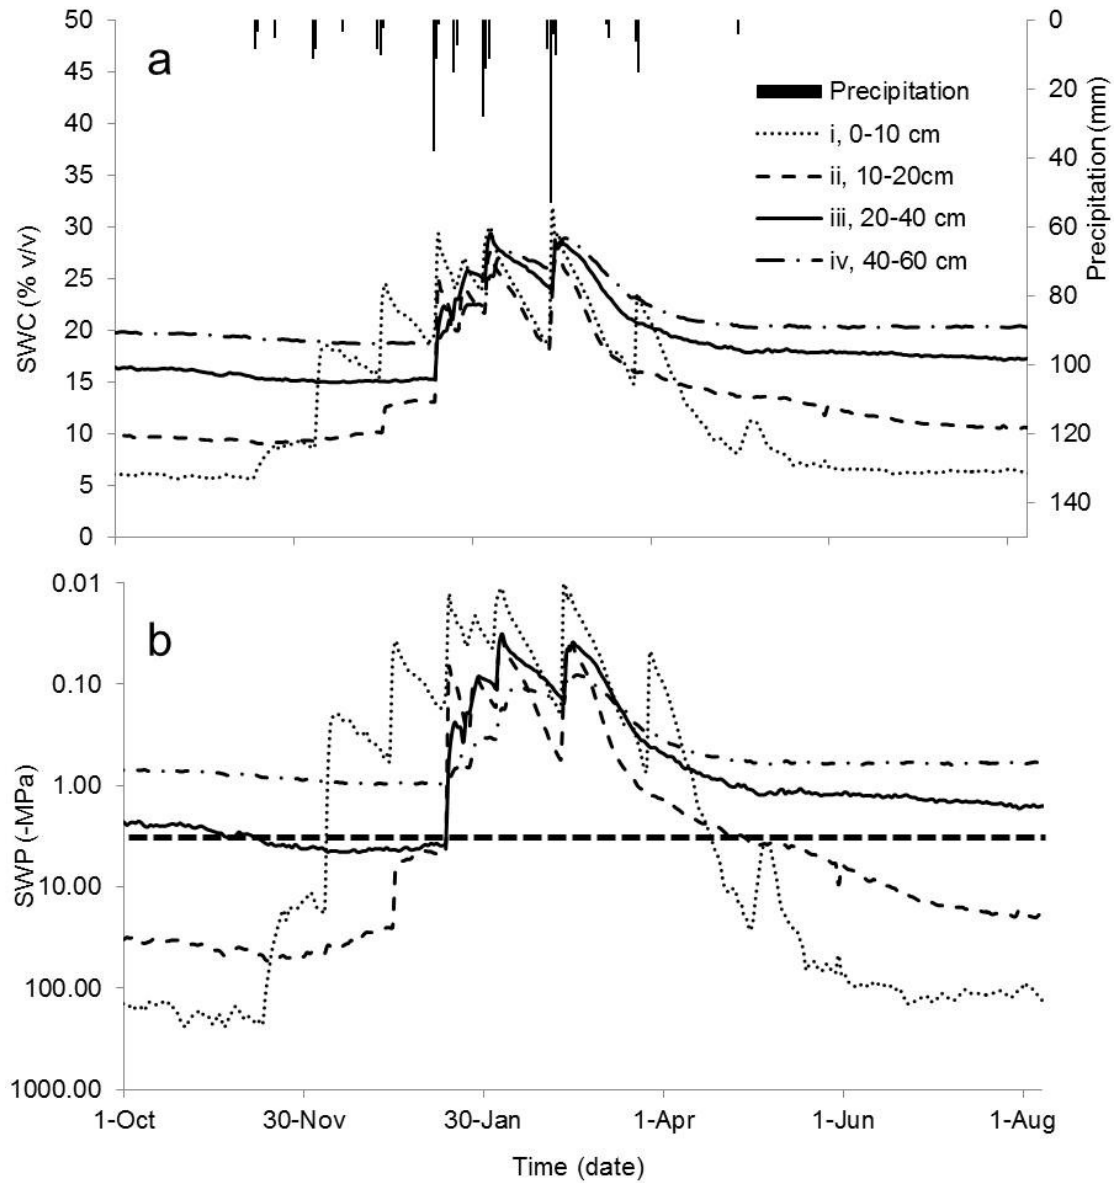 a
50
45
40
35
30
25
20
15
10
5
0
SWC (% v/v)
0
20
40
60
80
100
120
140
Precipitation (mm)
Precipitation
i, 0-10 cm
ii, 10-20cm
iii, 20-40 cm
iv, 40-60 cm
b
0.01
0.10
1.00
10.00
100.00
1000.00
SWP (-MPa)
1-Oct
30-Nov
30-Jan
1-Apr
1-Jun
1-Aug
Time (date)